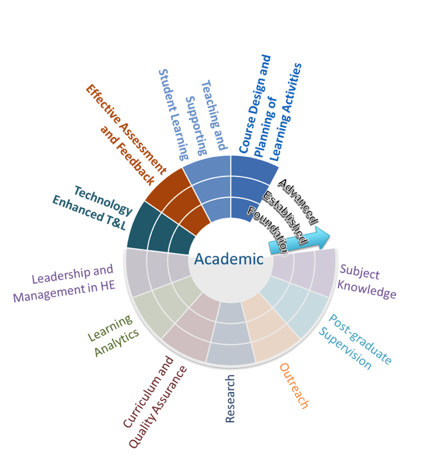 Course Design and
Planning of
Learning Activities
Teaching and
Supporting
Student Learning
Effective Assessment
and Feedback
Technology
Enhanced T&L
Advanced
Established
Foundation
Academic
Leadership and
Management in HE
Learning
Analytics
Curriculum and
Quality Assurance
Research
Outreach
Post-graduate
Supervision
Subject
Knowledge